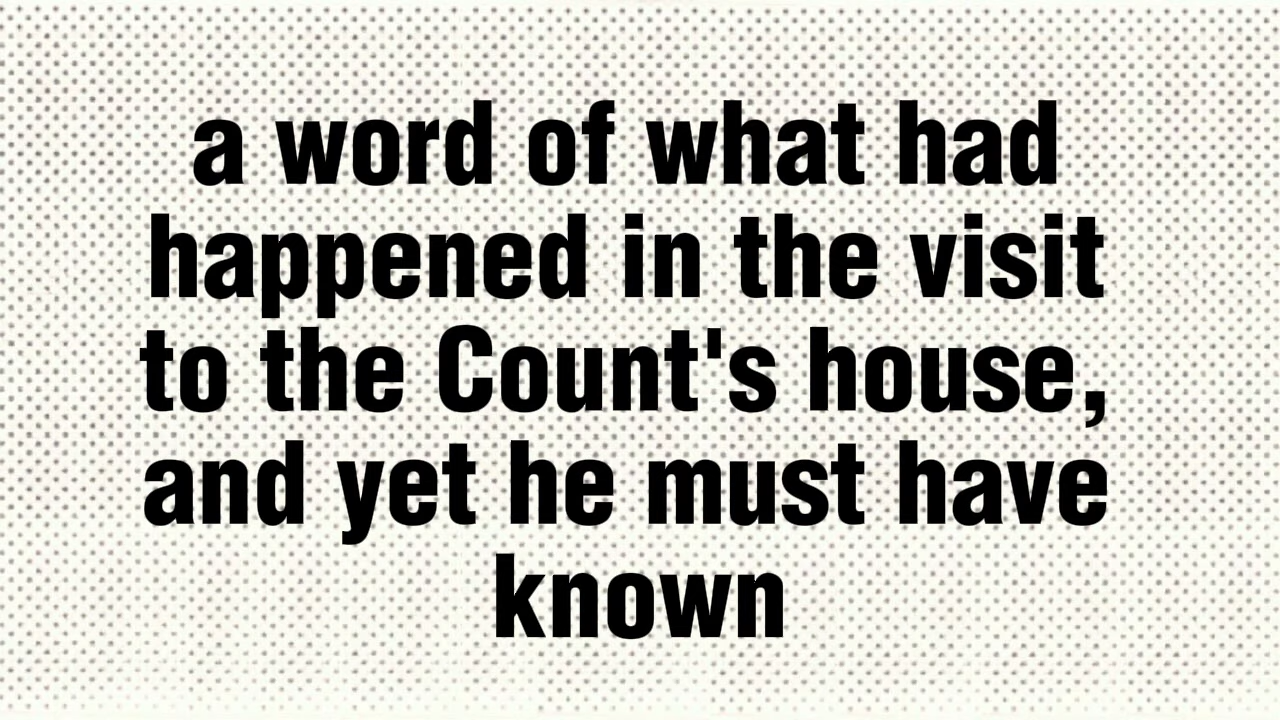 a word of what had
happened in the visit
to the Count's house,
and yet he must have
known